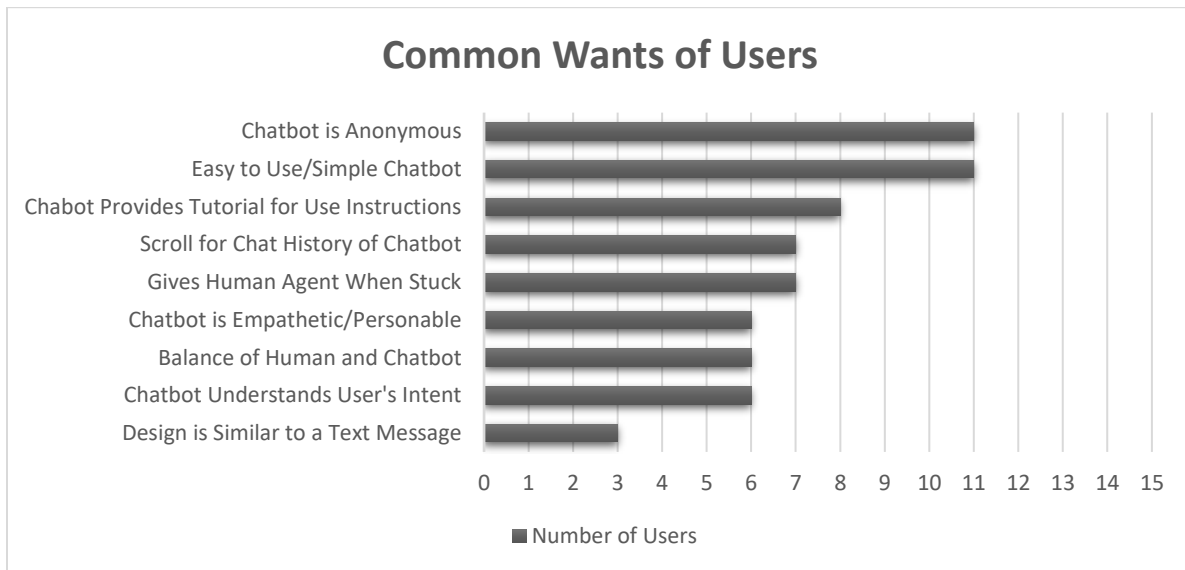 Common Wants of Users
Chatbot is Anonymous
Easy to Use/Simple Chatbot
Chabot Provides Tutorial for Use Instructions
Scroll for Chat History of Chatbot
Gives Human Agent When Stuck
Chatbot is Empathetic/Personable
Balance of Human and Chatbot
Chatbot Understands User's Intent
Design is Similar to a Text Message
0 1 2 3 4 5 6 7 8 9 10 11 12 13 14 15
Number of Users